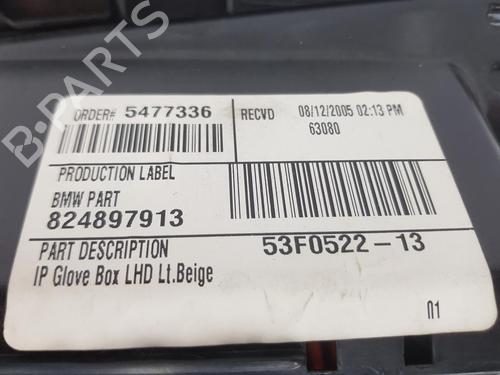 ORDER# 5477336
RECVD 08/12/2005 02:13 PM
63080
PRODUCTION LABEL
BMW PART
824897913
53F0522-13
PART DESCRIPTION
IP Glove Box LHD Lt.Beige
01
B-PARTS